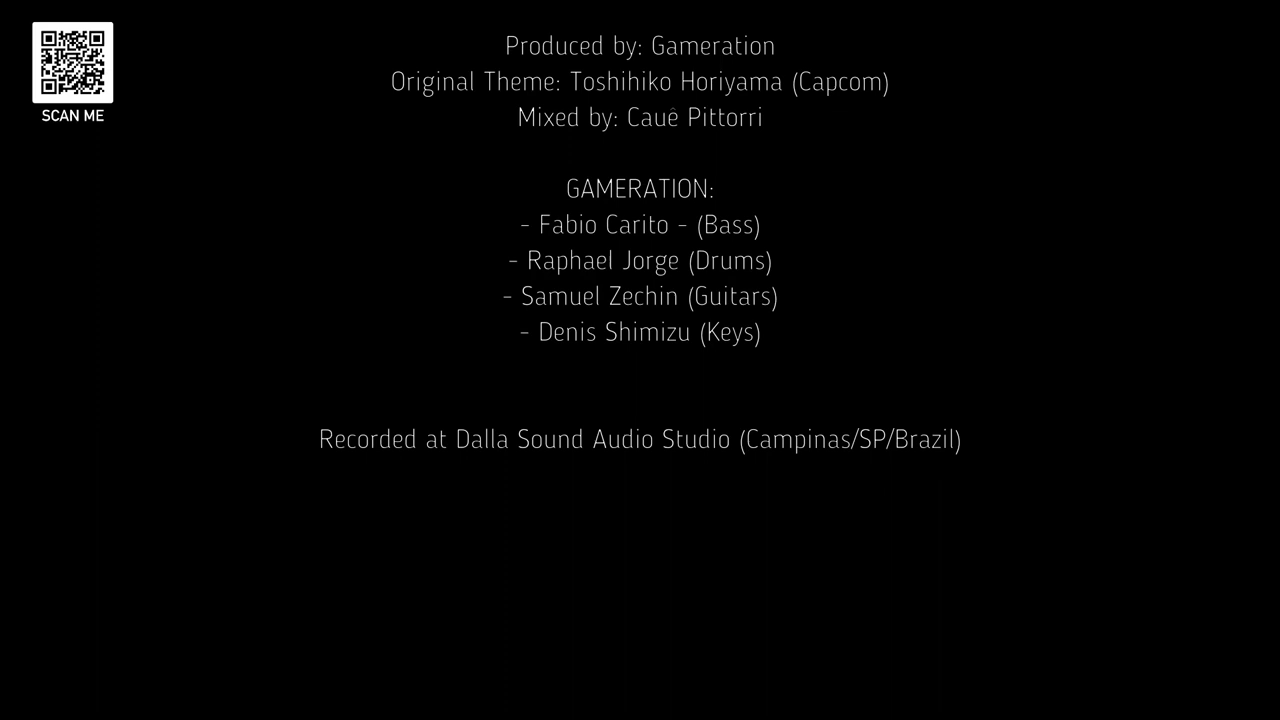 Produced by: Gameration
Original Theme: Toshihiko Horiyama (Capcom)
Mixed by: Cauê Pittorri
SCAN ME
GAMERATION:
- Fabio Carito - (Bass)
- Raphael Jorge (Drums)
- Samuel Zechin (Guitars)
- Denis Shimizu (Keys)
Recorded at Dalla Sound Audio Studio (Campinas/SP/Brazil)